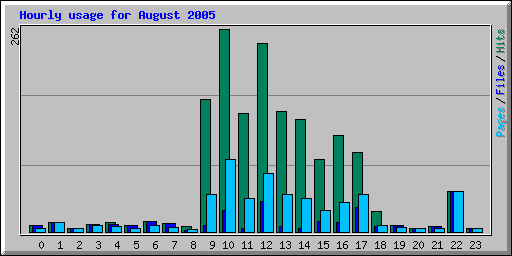 Hourly usage for August 2005
262
Pages / Files / Hits
0 1 2 3 4 5 6 7 8 9 10 11 12 13 14 15 16 17 18 19 20 21 22 23